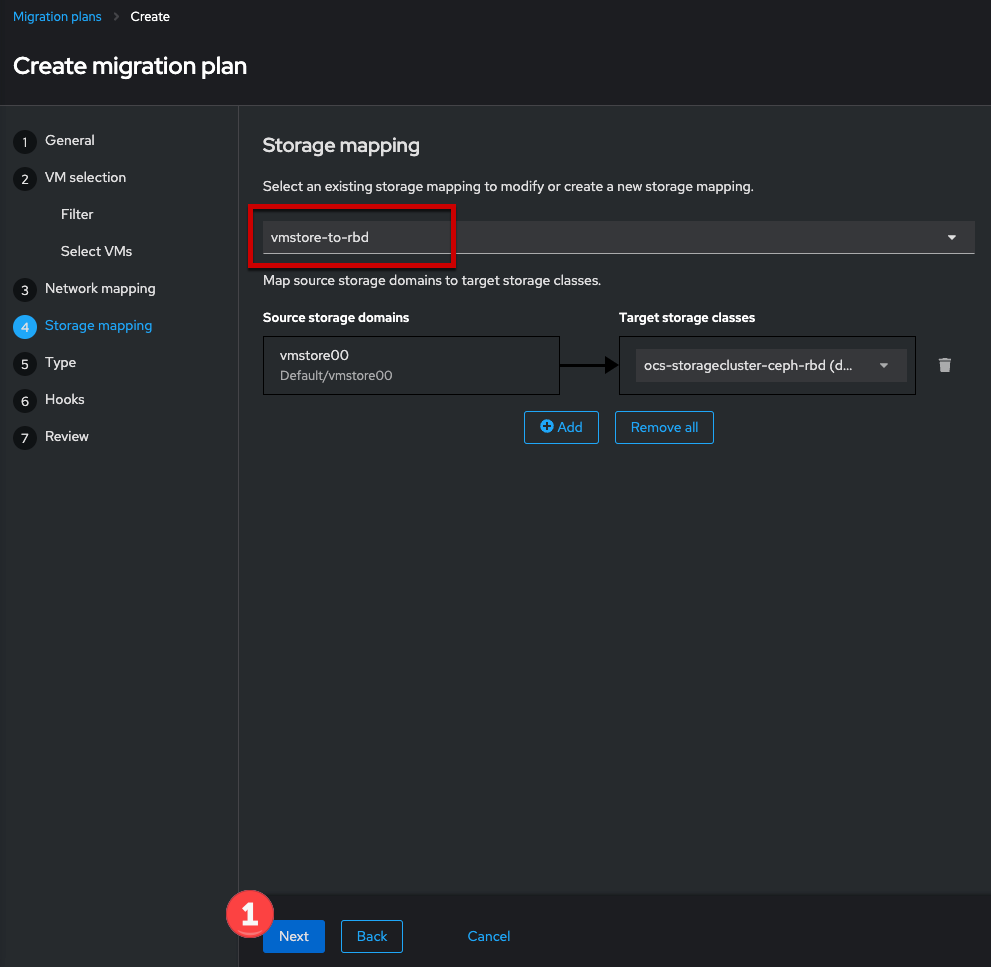 Migration plans > Create
Create migration plan
1 General
2 VM selection
Filter
Select VMs
3 Network mapping
4 Storage mapping
5 Type
6 Hooks
7 Review
Storage mapping
Select an existing storage mapping to modify or create a new storage mapping.
vmstore-to-rbd
Map source storage domains to target storage classes.
Source storage domains Target storage classes
vmstore00
Default/vmstore00
ocs-storagecluster-ceph-rbd (d...
Add Remove all
1
Next Back Cancel